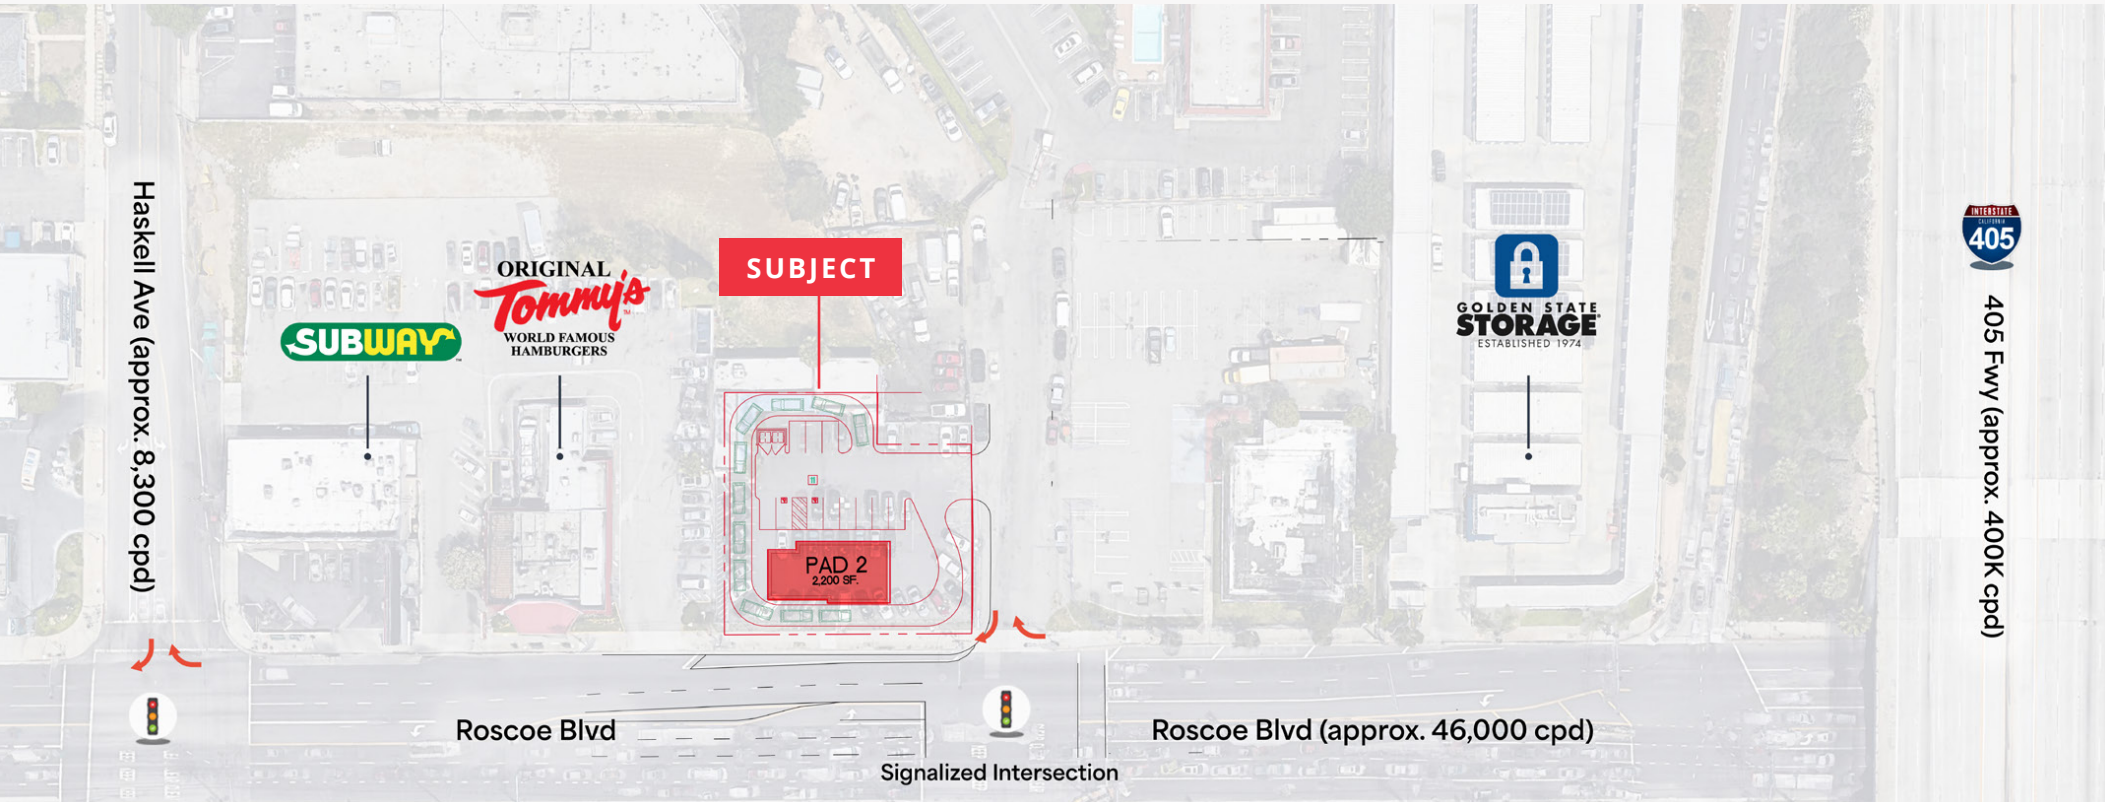 Haskell Ave (approx. 8,300 cpd)
SUBWAY
ORIGINAL
Tommy's
WORLD FAMOUS
HAMBURGERS
SUBJECT
PAD 2
2,200 SF.
GOLDEN STATE
STORAGE
ESTABLISHED 1974
INTERSTATE
CALIFORNIA
405
405 Fwy (approx. 400K cpd)
Roscoe Blvd
Roscoe Blvd (approx. 46,000 cpd)
Signalized Intersection